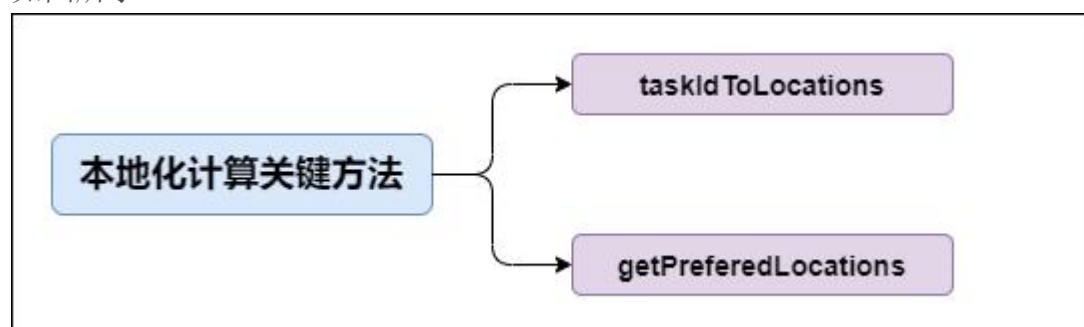 本地化计算关键方法
taskIdToLocations
getPreferedLocations